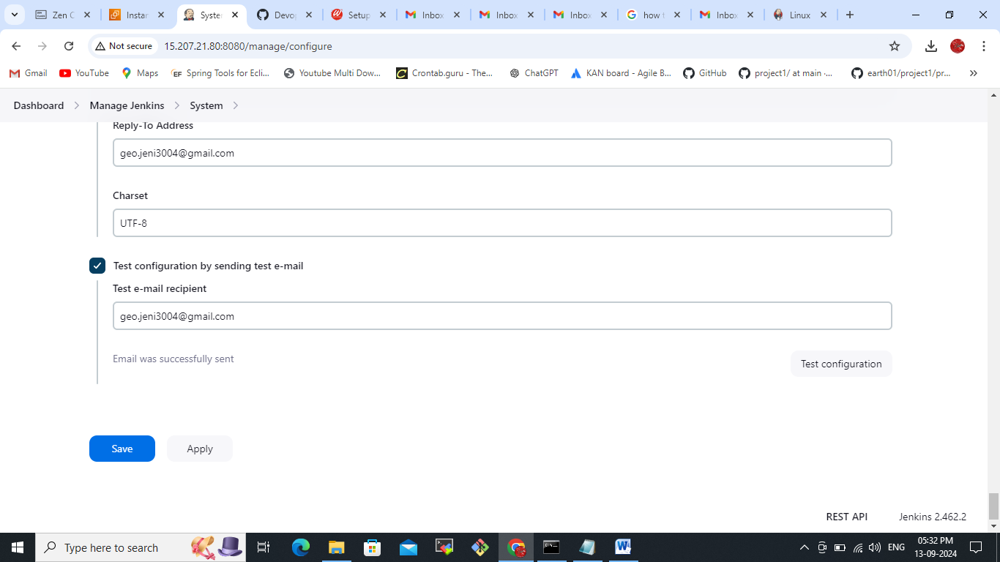 Zen C
Instan
System
Devop
Setup
Inbox
Inbox
Inbox
how t
Inbox
Linux
Not secure
15.207.21.80:8080/manage/configure
Gmail
YouTube
Maps
Spring Tools for Ecli...
Youtube Multi Dow...
Crontab.guru - The...
ChatGPT
KAN board - Agile B...
GitHub
project1/ at main ·...
earth01/project1/pr...
Dashboard
Manage Jenkins
System
Reply-To Address
geo.jeni3004@gmail.com
Charset
UTF-8
Test configuration by sending test e-mail
Test e-mail recipient
geo.jeni3004@gmail.com
Email was successfully sent
Test configuration
Save
Apply
REST API
Jenkins 2.462.2
Type here to search
ENG
05:32 PM
13-09-2024